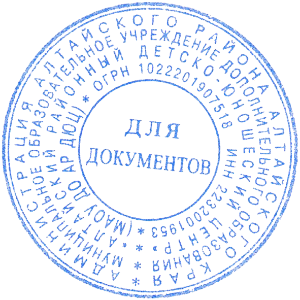 АДМИНИСТРАЦИЯ АЛТАЙСКОГО РАЙОНА АЛТАЙСКОГО КРАЯ *
МУНИЦИПАЛЬНОЕ ОБРАЗОВАТЕЛЬНОЕ УЧРЕЖДЕНИЕ ДОПОЛНИТЕЛЬНОГО ОБРАЗОВАНИЯ *
«АЛТАЙСКИЙ РАЙОННЫЙ ДЕТСКО-ЮНОШЕСКИЙ ЦЕНТР» *
(МАОУ ДО АР ДЮЦ) * ОГРН 1022201907518 ИНН 2232001953 *
ДЛЯ
ДОКУМЕНТОВ